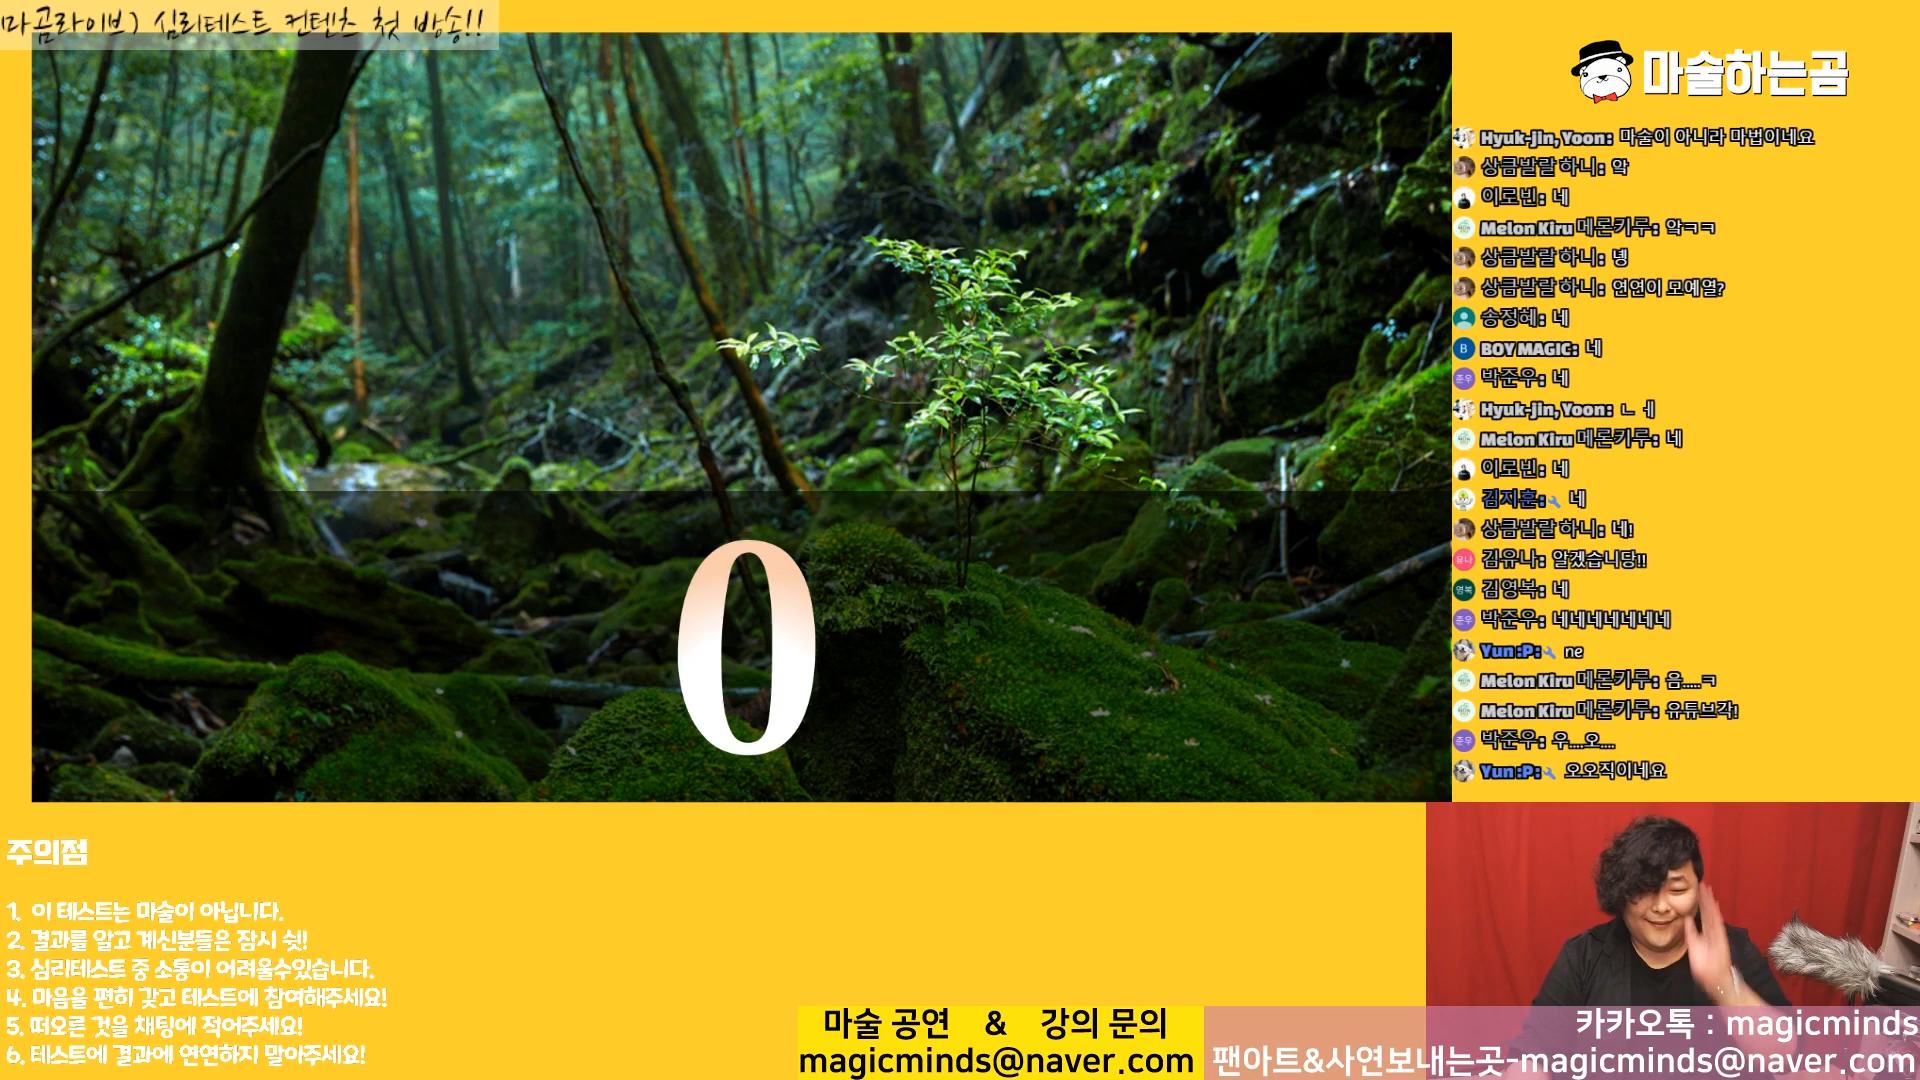 마곰라이브) 심리테스트 컨텐츠 첫 방송!!
마술하는곰
Hyuk-jin, Yoon: 마술이 아니라 마법이네요
상큼발랄 하니: 악
이로빈: 네
Melon Kiru 메론키루: 악ㅋㅋ
상큼발랄 하니: 넹
상큼발랄 하니: 연연이 모예열?
송정혜: 네
B BOY MAGIC: 네
준우 박준우: 네
Hyuk-jin, Yoon: ㄴㅔ
Melon Kiru 메론키루: 네
이로빈: 네
김지훈: 네
상큼발랄 하니: 네!
유나 김유나: 알겠습니당!!
영복 김영복: 네
준우 박준우: 네네네네네네네
Yun :P: ne
Melon Kiru 메론키루: 음.....ㅋ
Melon Kiru 메론키루: 유튜브각!
준우 박준우: 우....오....
Yun :P: 오오직이네요
0
주의점
1. 이 테스트는 마술이 아닙니다.
2. 결과를 알고 계신분들은 잠시 쉿!
3. 심리테스트 중 소통이 어려울수있습니다.
4. 마음을 편히 갖고 테스트에 참여해주세요!
5. 떠오른 것을 채팅에 적어주세요!
6. 테스트에 결과에 연연하지 말아주세요!
마술 공연 & 강의 문의
magicminds@naver.com
카카오톡 : magicminds
팬아트&사연보내는곳-magicminds@naver.com